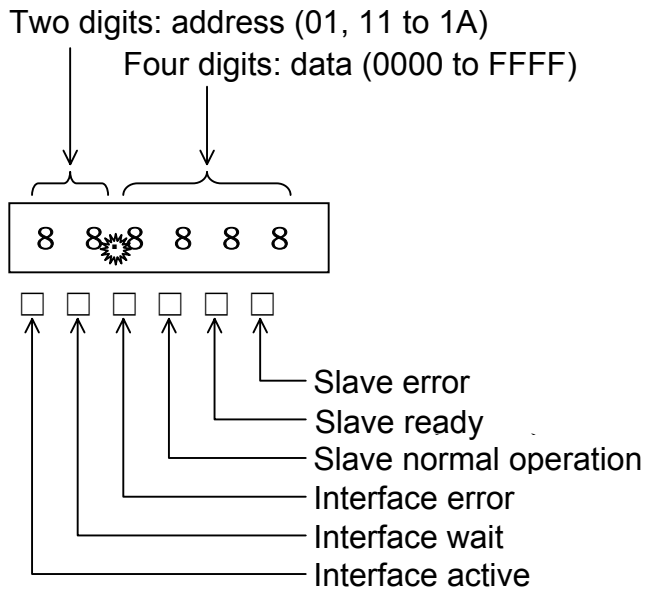 Two digits: address (01, 11 to 1A)
Four digits: data (0000 to FFFF)
8 8. 8 8 8 8
Slave error
Slave ready
Slave normal operation
Interface error
Interface wait
Interface active